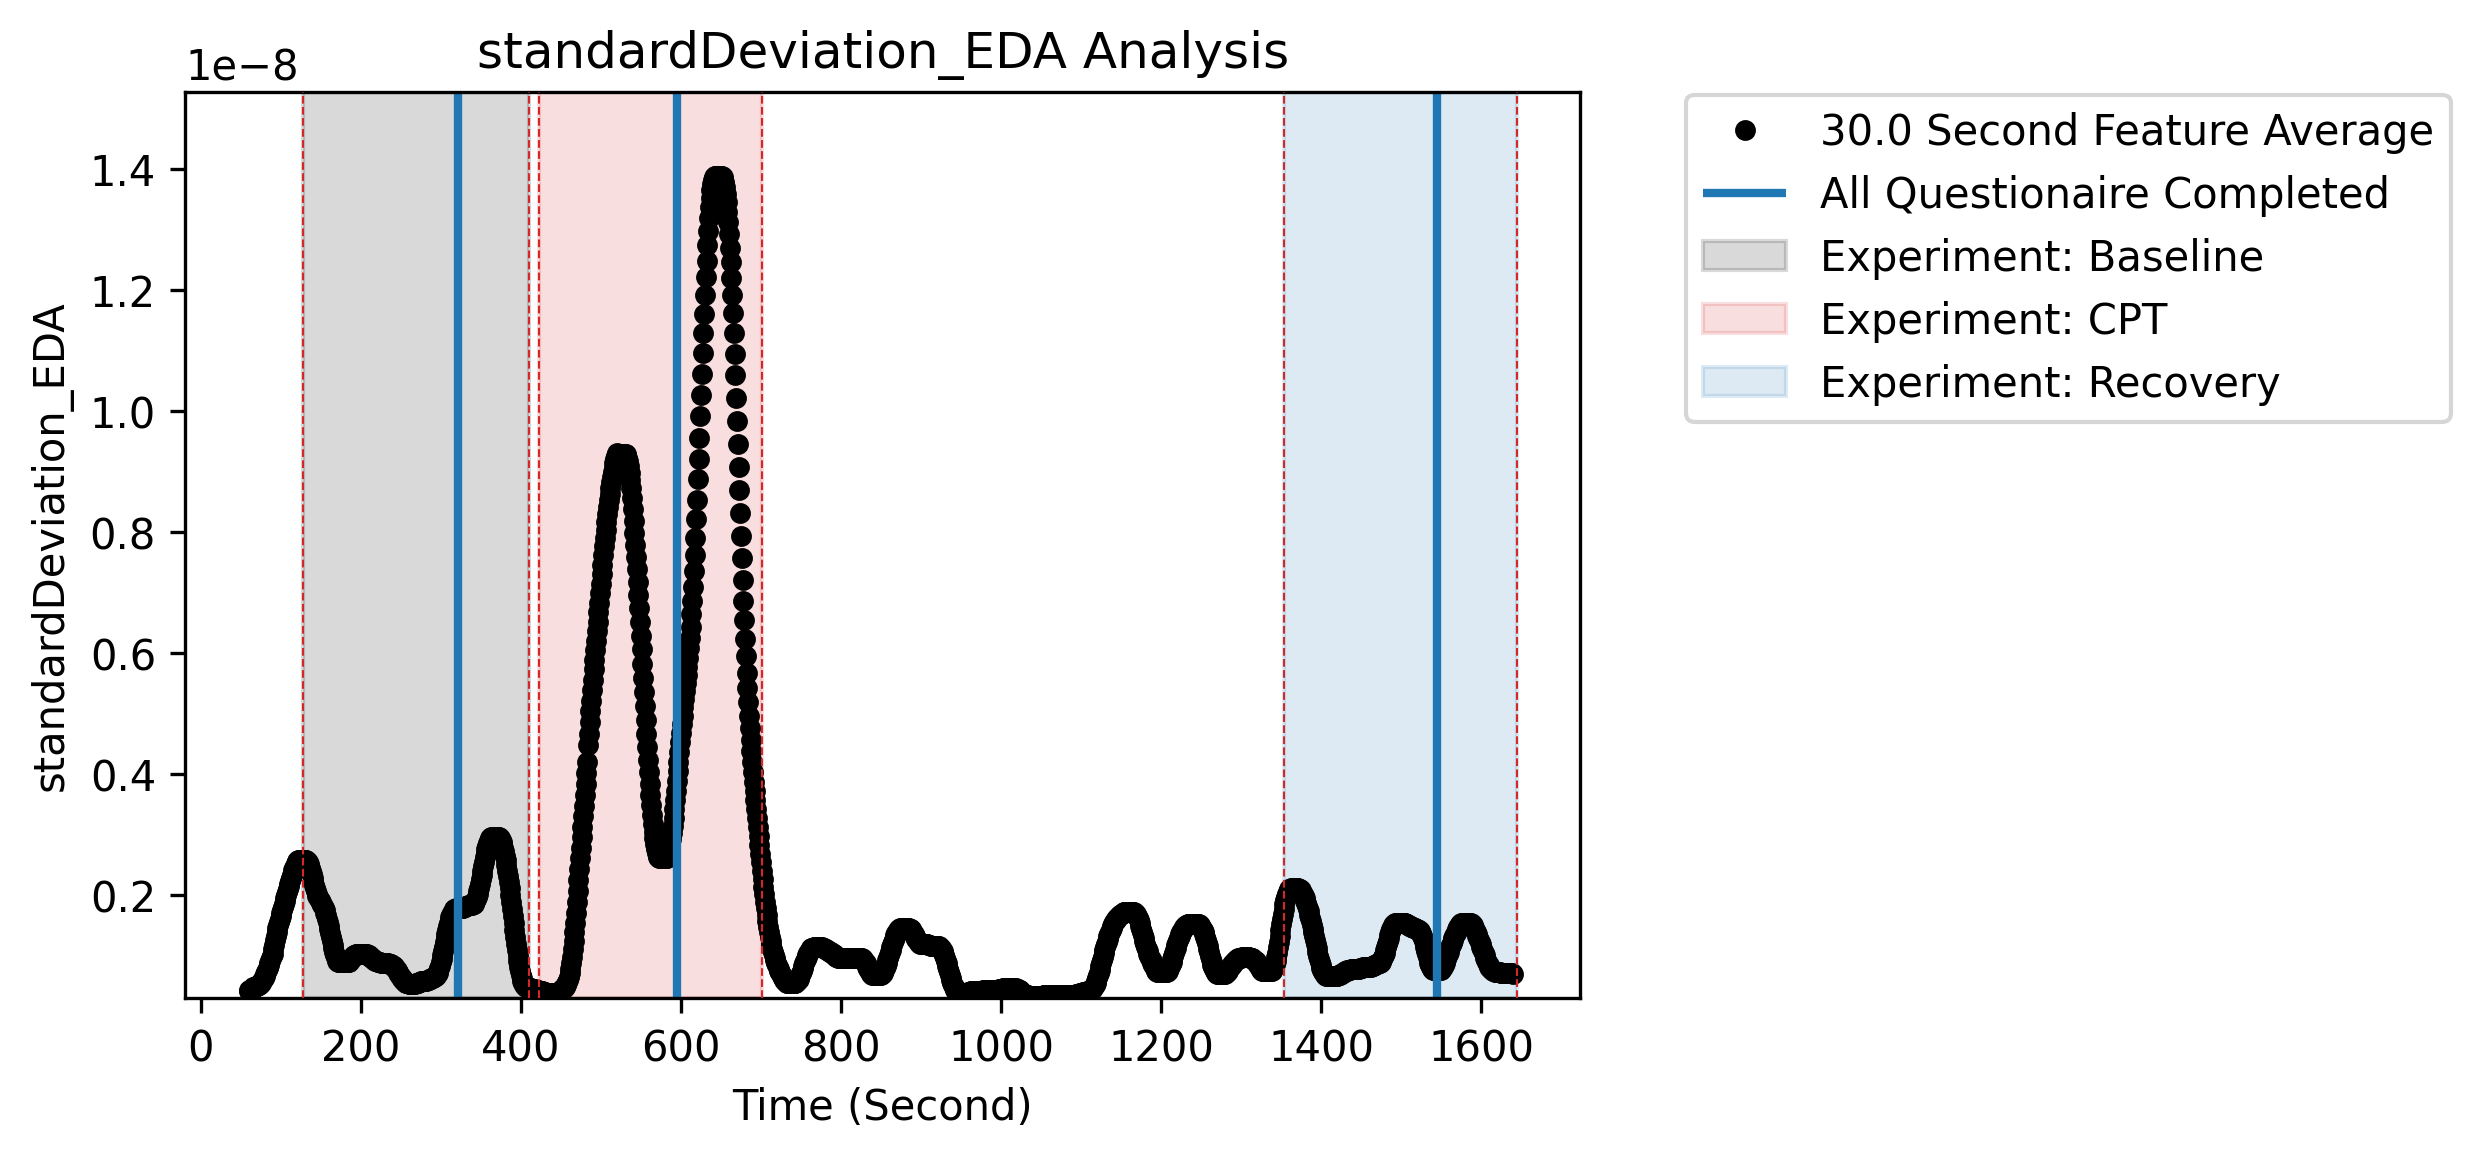 standardDeviation_EDA Analysis
1e−8
1.4
1.2
1.0
0.8
0.6
0.4
0.2
standardDeviation_EDA
0 200 400 600 800 1000 1200 1400 1600
Time (Second)
30.0 Second Feature Average
All Questionaire Completed
Experiment: Baseline
Experiment: CPT
Experiment: Recovery